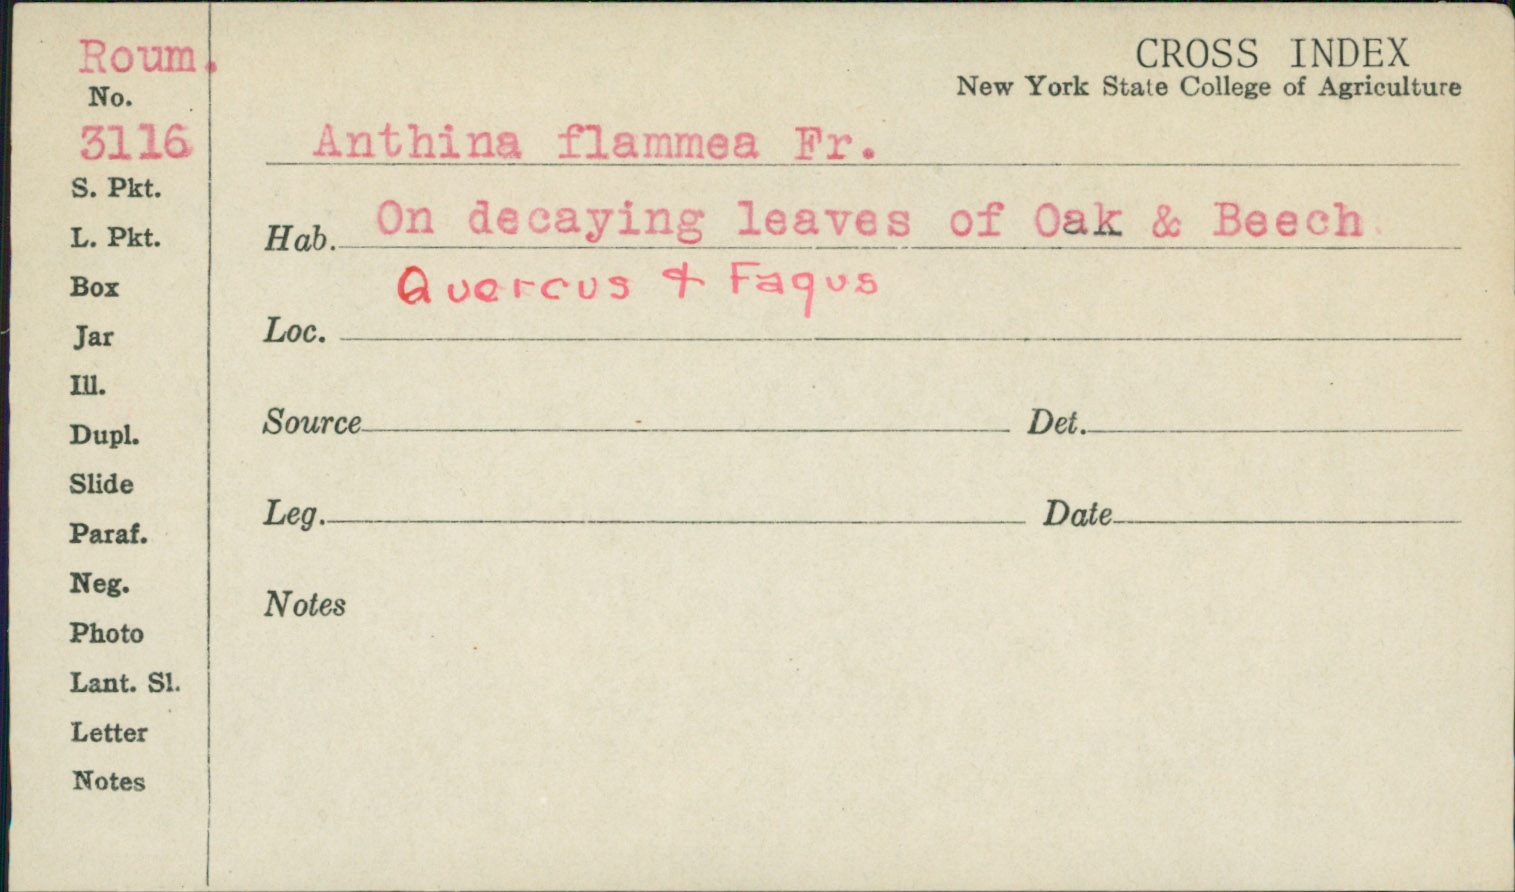 Roum.
No.
3116
S. Pkt.
L. Pkt.
Box
Jar
Ill.
Dupl.
Slide
Paraf.
Neg.
Photo
Lant. Sl.
Letter
Notes
CROSS INDEX
New York State College of Agriculture
Anthina flammea Fr.
Hab. On decaying leaves of Oak & Beech.
Quercus & Fagus
Loc.
Source Det.
Leg. Date
Notes